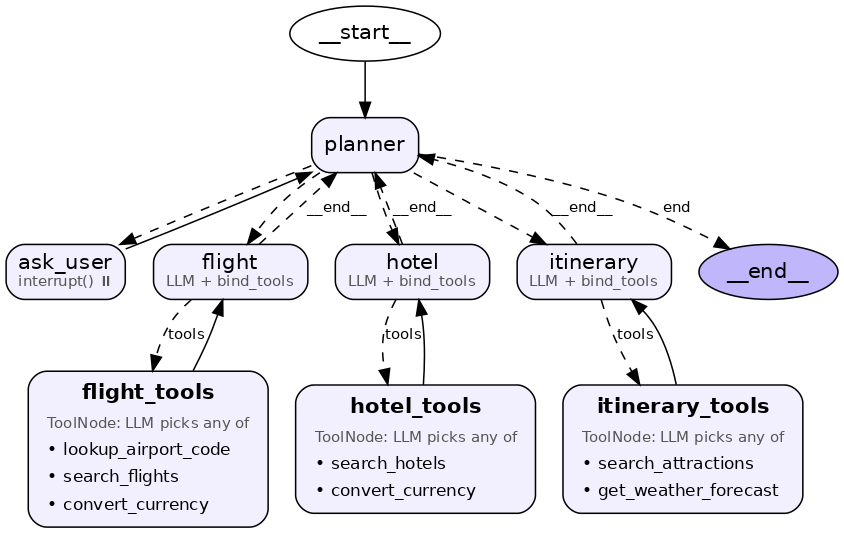 __start__
planner
__end__
__end__
__end__
end
ask_user
interrupt() ⏸
flight
LLM + bind_tools
hotel
LLM + bind_tools
itinerary
LLM + bind_tools
__end__
tools
tools
tools
flight_tools
ToolNode: LLM picks any of
• lookup_airport_code
• search_flights
• convert_currency
hotel_tools
ToolNode: LLM picks any of
• search_hotels
• convert_currency
itinerary_tools
ToolNode: LLM picks any of
• search_attractions
• get_weather_forecast